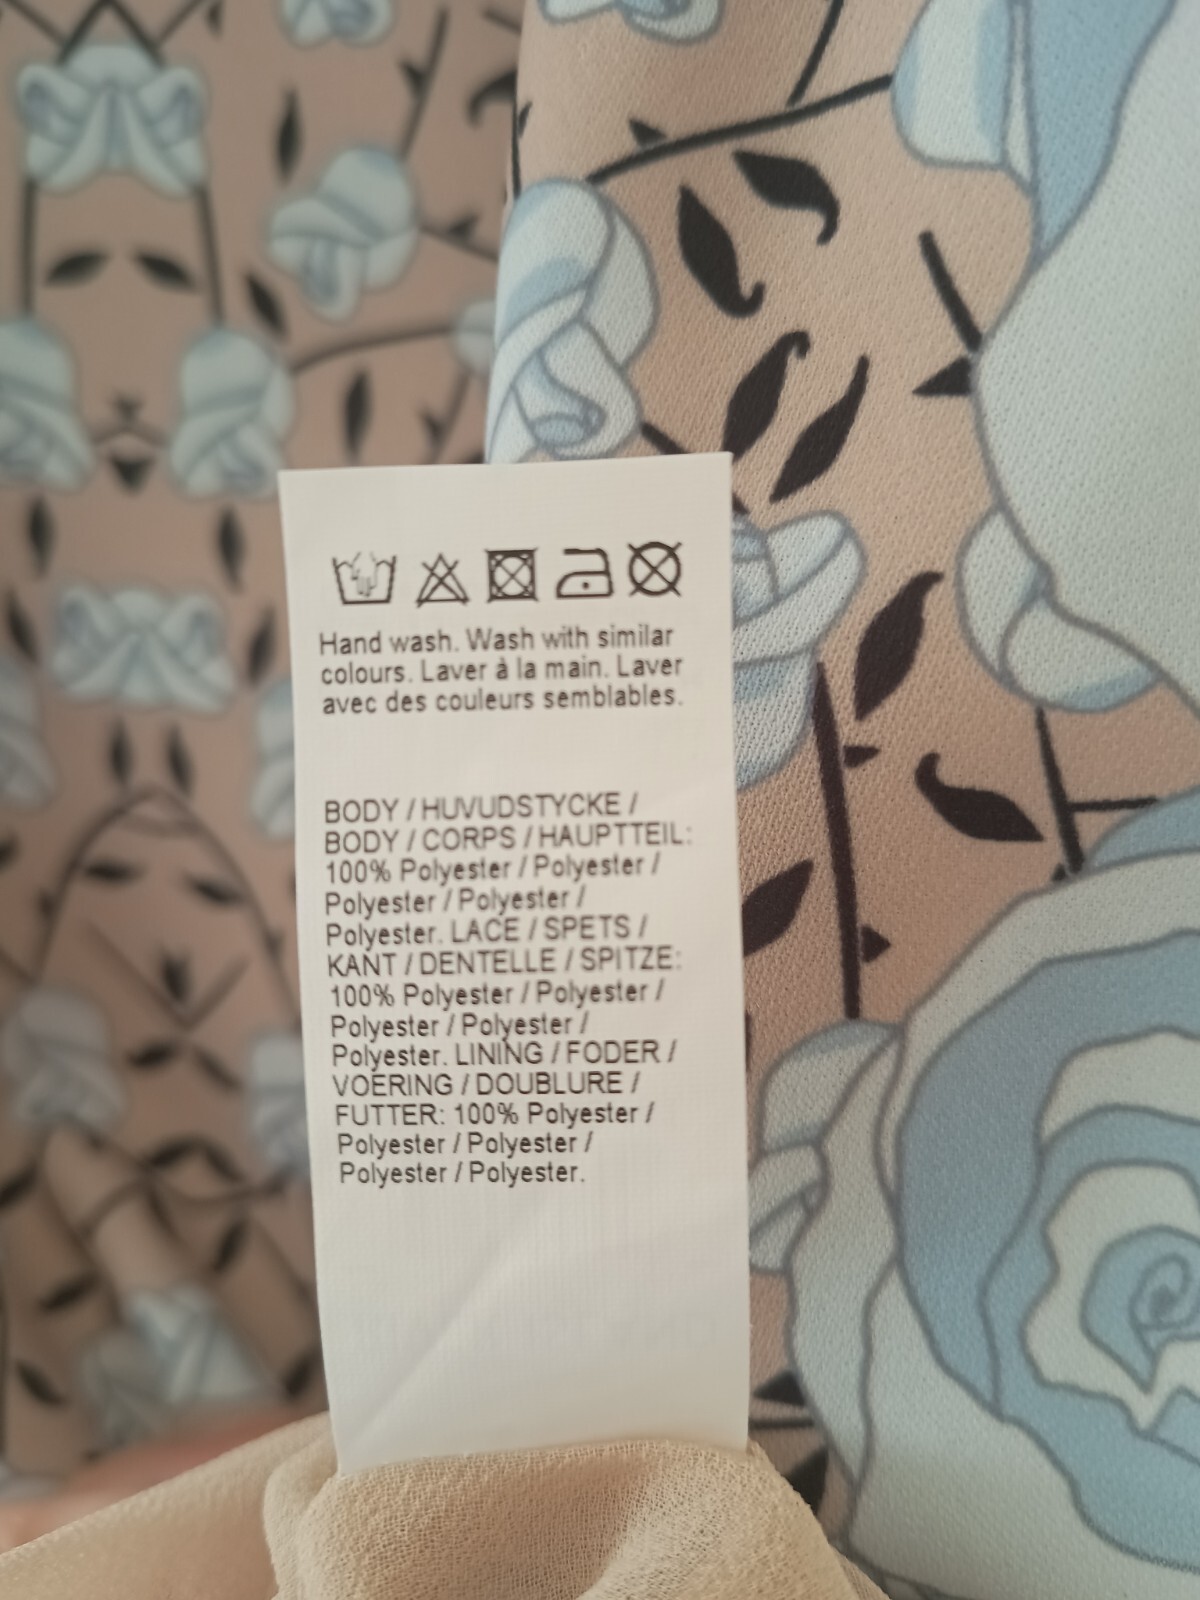 Hand wash. Wash with similar
colours. Laver à la main. Laver
avec des couleurs semblables.
BODY / HUVUDSTYCKE /
BODY / CORPS / HAUPTTEIL:
100% Polyester / Polyester /
Polyester / Polyester /
Polyester. LACE / SPETS /
KANT / DENTELLE / SPITZE:
100% Polyester / Polyester /
Polyester / Polyester /
Polyester. LINING / FODER /
VOERING / DOUBLURE /
FUTTER: 100% Polyester /
Polyester / Polyester /
Polyester / Polyester.